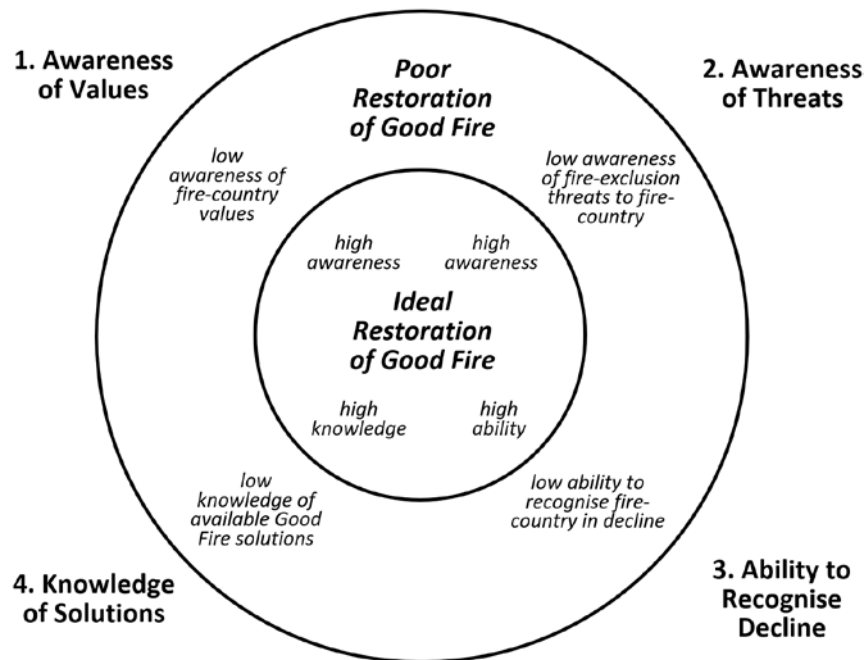 1. Awareness
of Values
Poor
Restoration
of Good Fire
2. Awareness
of Threats
low
awareness of
fire-country
values
low awareness
of fire-exclusion
threats to fire-
country
high
awareness
high
awareness
Ideal
Restoration
of Good Fire
high
knowledge
high
ability
low
knowledge of
available Good
Fire solutions
low ability to
recognise fire-
country in decline
4. Knowledge
of Solutions
3. Ability to
Recognise
Decline